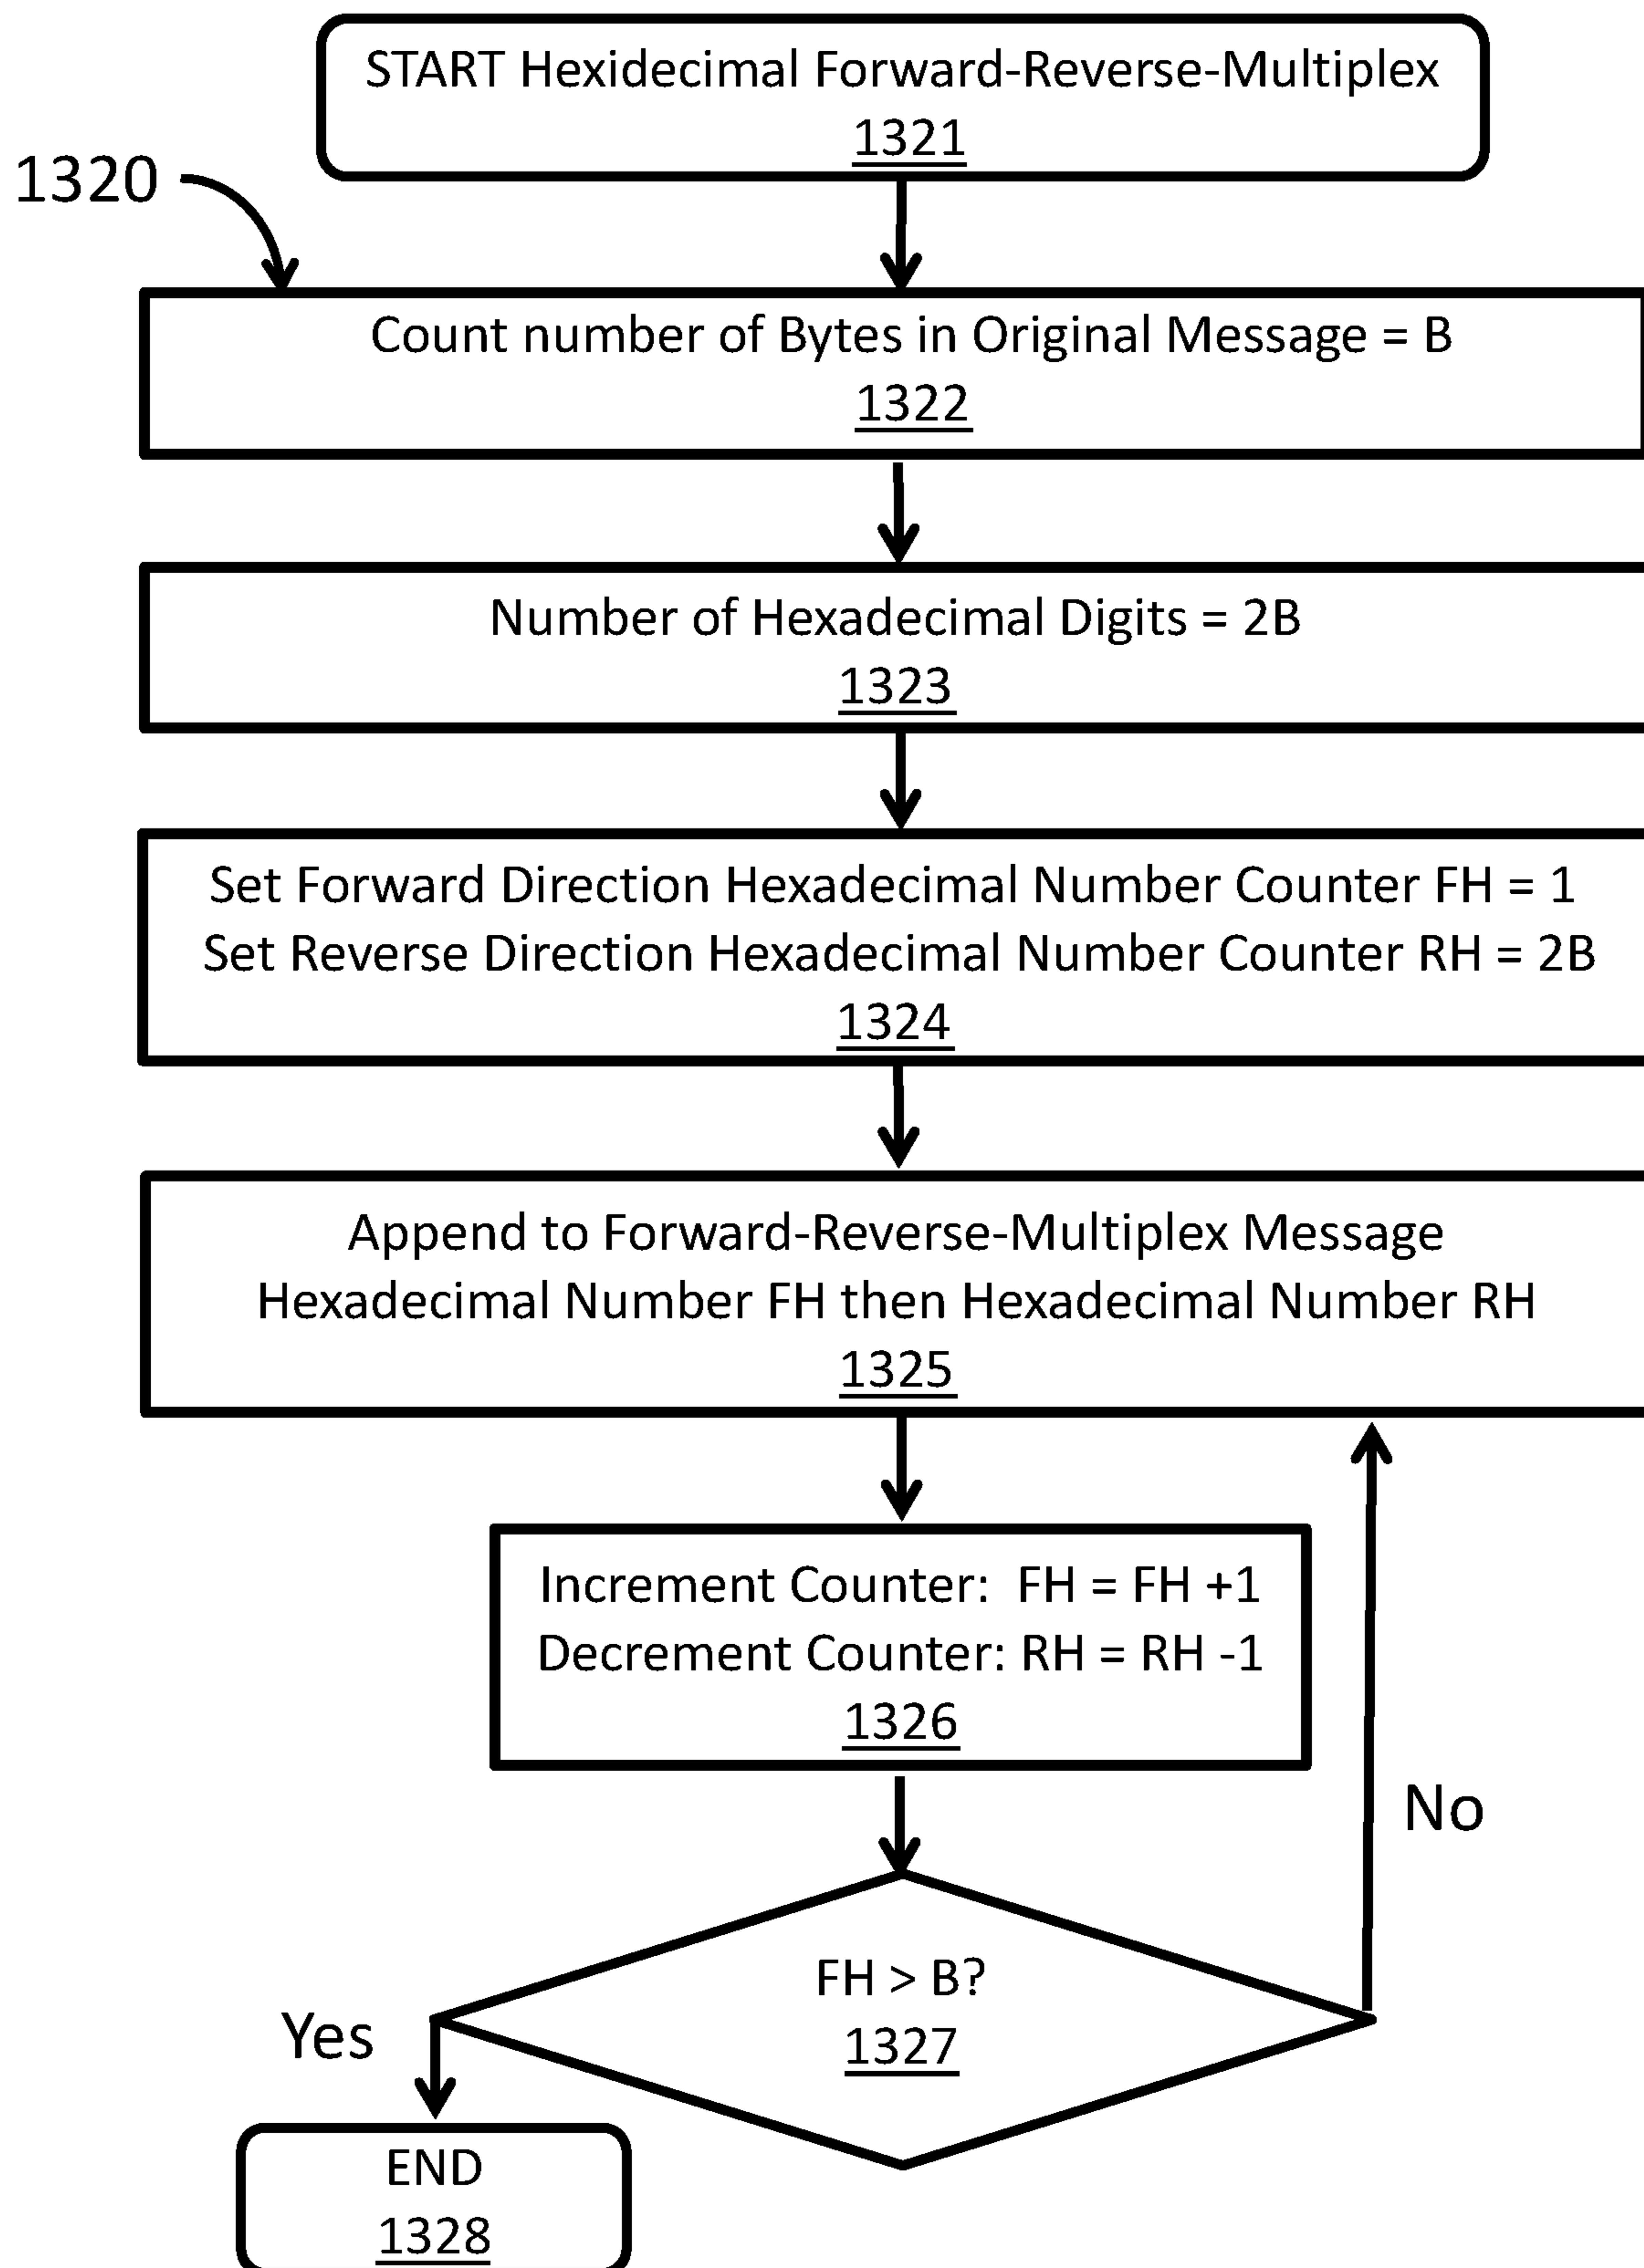 START Hexidecimal Forward-Reverse-Multiplex
1321
1320
Count number of Bytes in Original Message = B
1322
Number of Hexadecimal Digits = 2B
1323
Set Forward Direction Hexadecimal Number Counter FH = 1
Set Reverse Direction Hexadecimal Number Counter RH = 2B
1324
Append to Forward-Reverse-Multiplex Message
Hexadecimal Number FH then Hexadecimal Number RH
1325
Increment Counter:  FH = FH +1
Decrement Counter: RH = RH -1
1326
No
FH > B?
1327
Yes
END
1328